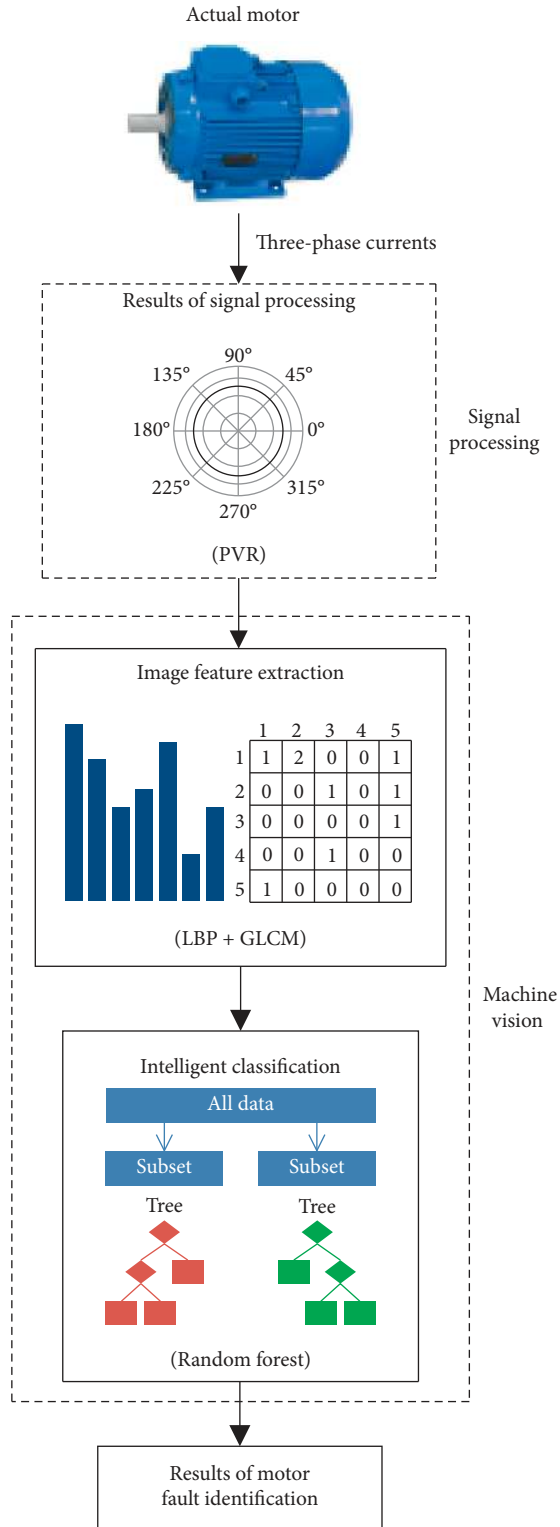 Actual motor
Three-phase currents
Results of signal processing
90°
135° 45°
180° 0°
225° 315°
270°
(PVR)
Signal
processing
Image feature extraction
1 2 3 4 5
1 1 2 0 0 1
2 0 0 1 0 1
3 0 0 0 0 1
4 0 0 1 0 0
5 1 0 0 0 0
(LBP + GLCM)
Machine
vision
Intelligent classification
All data
Subset Subset
Tree Tree
(Random forest)
Results of motor
fault identification